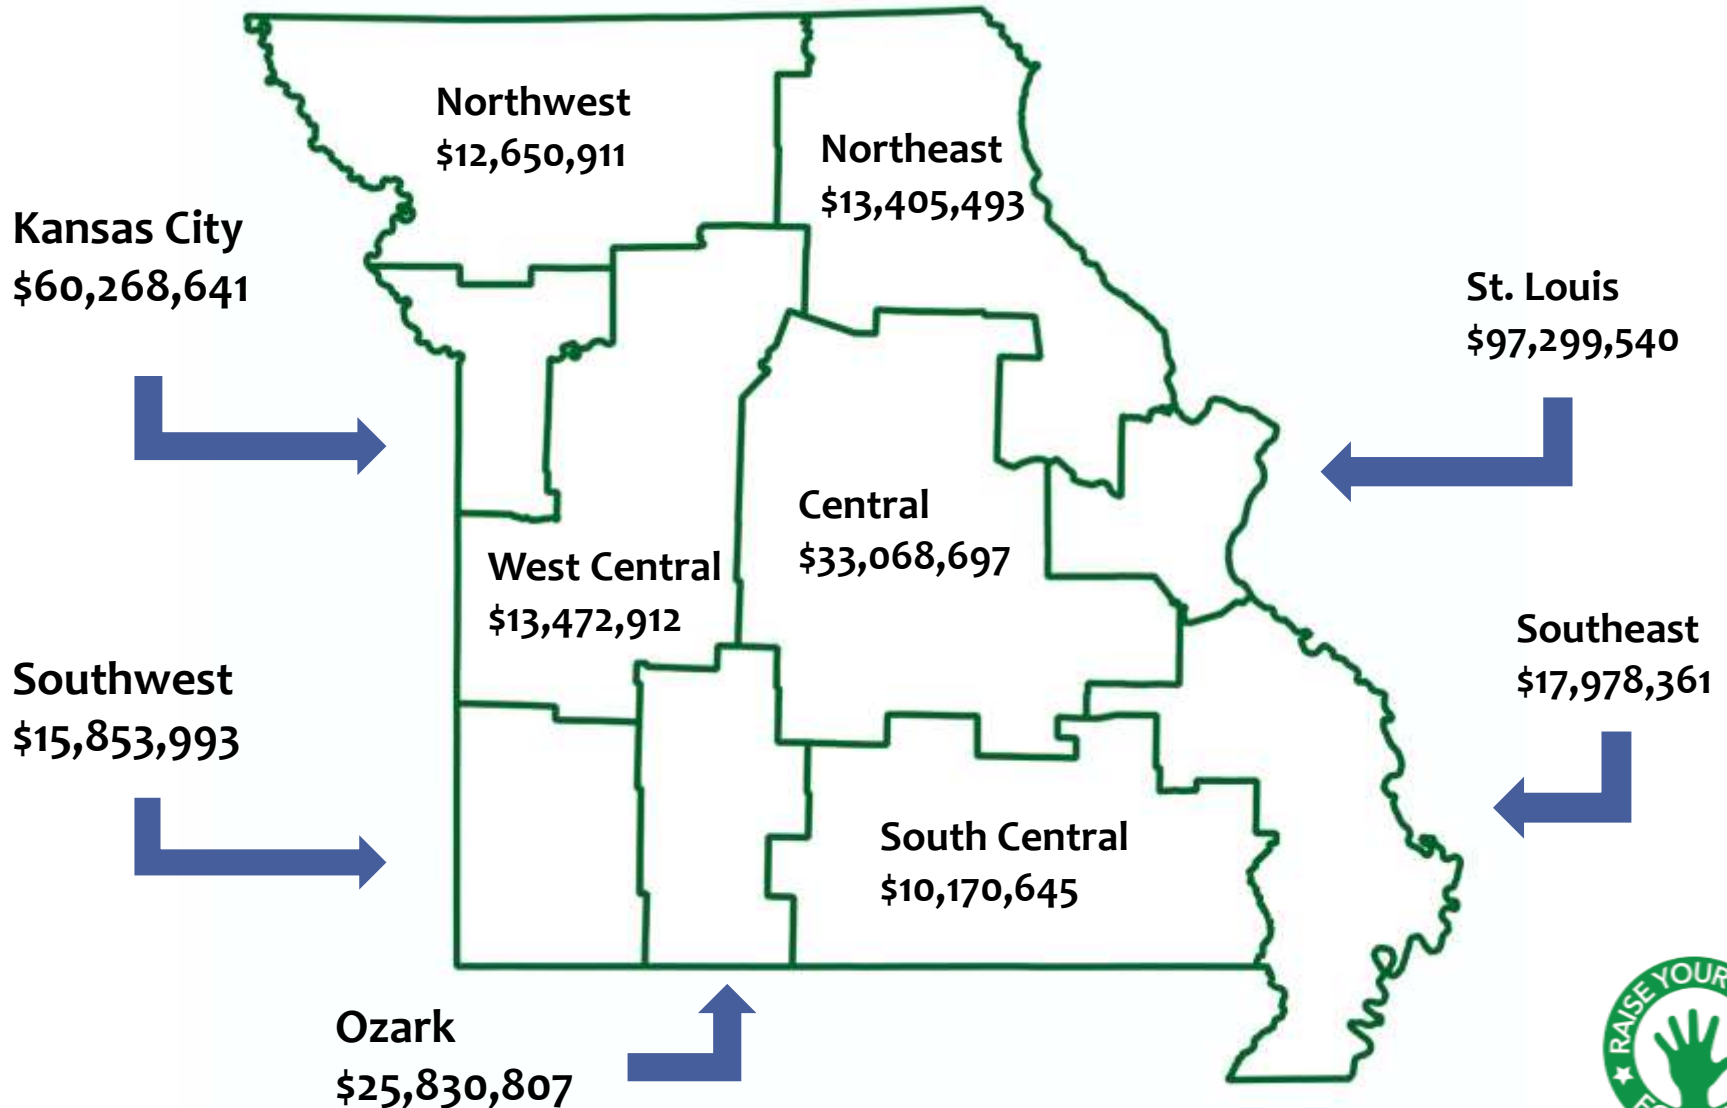 Northwest
$12,650,911
Northeast
$13,405,493
Kansas City
$60,268,641
St. Louis
$97,299,540
Central
$33,068,697
West Central
$13,472,912
Southeast
$17,978,361
Southwest
$15,853,993
South Central
$10,170,645
Ozark
$25,830,807
RAISE YOUR